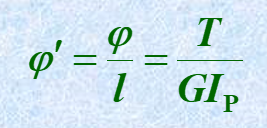 φ′ = φ/l = T/GI_P